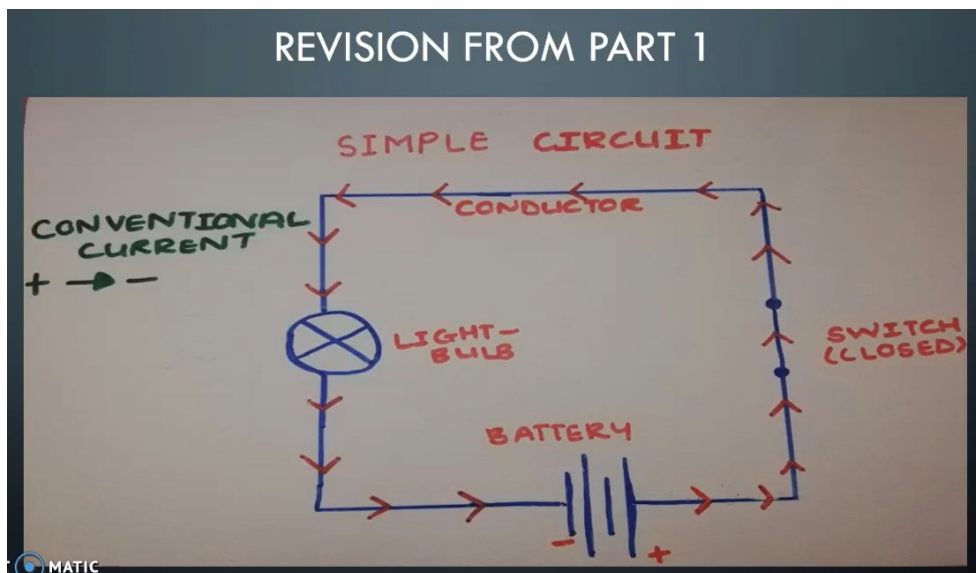 REVISION FROM PART 1
SIMPLE CIRCUIT
CONDUCTOR
CONVENTIONAL
CURRENT
+ → -
LIGHT-
BULB
SWITCH
(CLOSED)
BATTERY
- +
MATIC